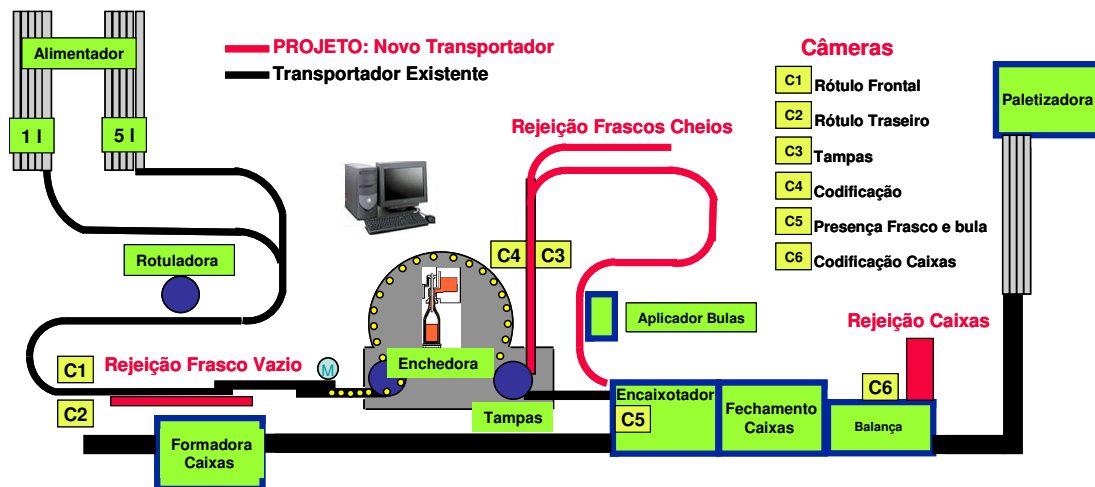 Alimentador
1 l
5 l
PROJETO: Novo Transportador
Transportador Existente
Câmeras
C1 Rótulo Frontal
C2 Rótulo Traseiro
C3 Tampas
C4 Codificação
C5 Presença Frasco e bula
C6 Codificação Caixas
Paletizadora
Rejeição Frascos Cheios
Rotuladora
C4 C3
Aplicador Bulas
Rejeição Caixas
Rejeição Frasco Vazio
M
Enchedora
C1
C2
Tampas
Encaixotador
C5
Fechamento
Caixas
C6
Balança
Formadora
Caixas